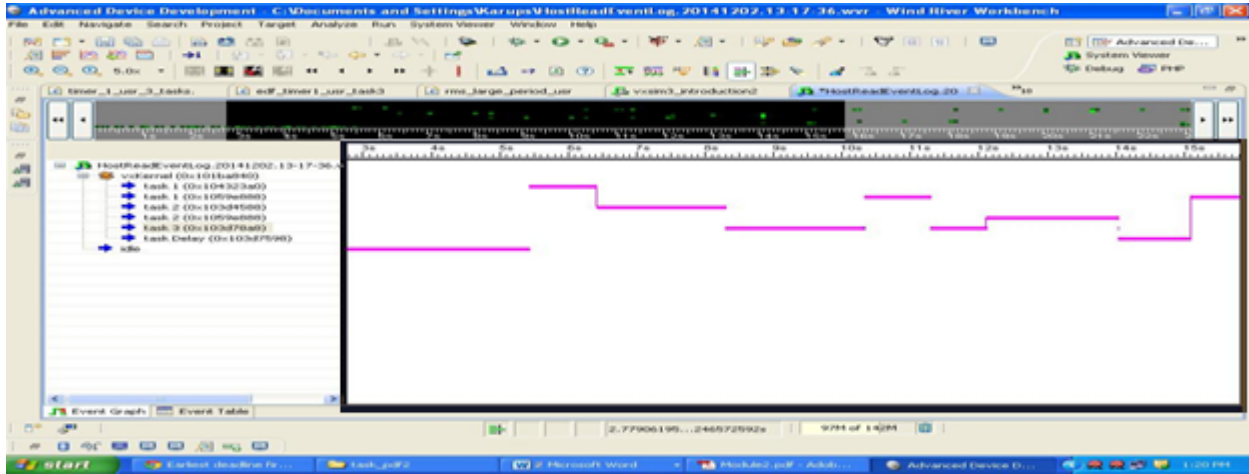 Advanced Device Development - C:\Documents and Settings\Karups\HostReadEventLog.20141202.13-17-36.wvr - Wind River Workbench
File Edit Navigate Search Project Target Analyze Run System Viewer Window Help
Advanced De...
System Viewer
5.0x
Debug PHP
timer_1_usr_3_tasks. edf_timer1_usr_task3 rms_large_period_usr vxsim3_introduction2 *HostReadEventLog.20
3s 4s 5s 6s 7s 8s 9s 10s 11s 12s 13s 14s 15s
HostReadEventLog.20141202.13-17-36.
vxKernel (0x101ba840)
task 1 (0x104323a0)
task 1 (0x1059e888)
task 2 (0x103d4588)
task 2 (0x1059e888)
task 3 (0x103d78a0)
task Delay (0x103d7598)
idle
Event Graph Event Table
97M of 142M
start Earliest deadline fir... task_pdf2 2 Microsoft Word Module2.pdf - Adob... Advanced Device D... 1:20 PM